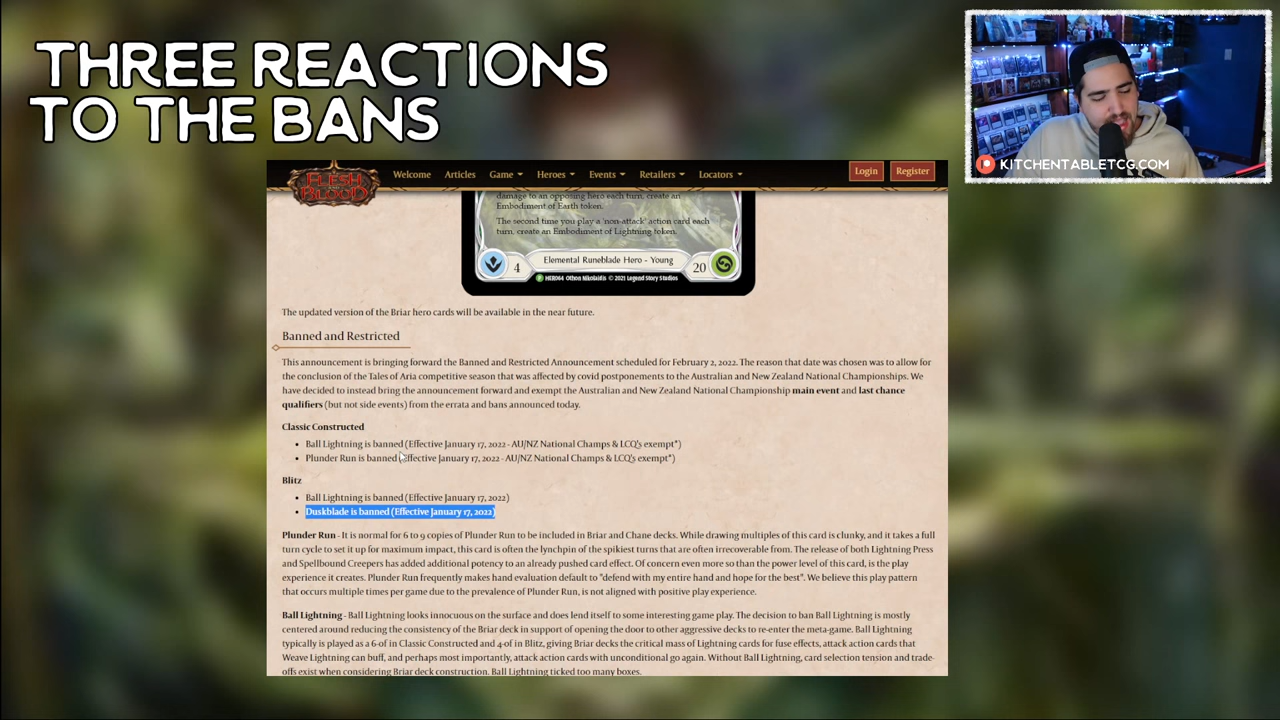 THREE REACTIONS
TO THE BANS
KITCHENTABLETCG.COM
FLESH
BLOOD
Welcome Articles Game Heroes Events Retailers Locators Login Register
damage to an opposing hero each turn, create an
Embodiment of Earth token.
The second time you play a 'non-attack' action card each
turn, create an Embodiment of Lightning token.
4 Elemental Runeblade Hero - Young 20
HER064 Othon Nikolaidis © 2021 Legend Story Studios
The updated version of the Briar hero cards will be available in the near future.
Banned and Restricted
This announcement is bringing forward the Banned and Restricted Announcement scheduled for February 2, 2022. The reason that date was chosen was to allow for
the conclusion of the Tales of Aria competitive season that was affected by covid postponements to the Australian and New Zealand National Championships. We
have decided to instead bring the announcement forward and exempt the Australian and New Zealand National Championship main event and last chance
qualifiers (but not side events) from the errata and bans announced today.
Classic Constructed
• Ball Lightning is banned (Effective January 17, 2022 - AU/NZ National Champs & LCQ's exempt*)
• Plunder Run is banned (Effective January 17, 2022 - AU/NZ National Champs & LCQ's exempt*)
Blitz
• Ball Lightning is banned (Effective January 17, 2022)
• Duskblade is banned (Effective January 17, 2022)
Plunder Run - It is normal for 6 to 9 copies of Plunder Run to be included in Briar and Chane decks. While drawing multiples of this card is clunky, and it takes a full
turn cycle to set it up for maximum impact, this card is often the lynchpin of the spikiest turns that are often irrecoverable from. The release of both Lightning Press
and Spellbound Creepers has added additional potency to an already pushed card effect. Of concern even more so than the power level of this card, is the play
experience it creates. Plunder Run frequently makes hand evaluation default to "defend with my entire hand and hope for the best". We believe this play pattern
that occurs multiple times per game due to the prevalence of Plunder Run, is not aligned with positive play experience.
Ball Lightning - Ball Lightning looks innocuous on the surface and does lend itself to some interesting game play. The decision to ban Ball Lightning is mostly
centered around reducing the consistency of the Briar deck in support of opening the door to other aggressive decks to re-enter the meta-game. Ball Lightning
typically is played as a 6-of in Classic Constructed and 4-of in Blitz, giving Briar decks the critical mass of Lightning cards for fuse effects, attack action cards that
Weave Lightning can buff, and perhaps most importantly, attack action cards with unconditional go again. Without Ball Lightning, card selection tension and trade-
offs exist when considering Briar deck construction. Ball Lightning ticked too many boxes.